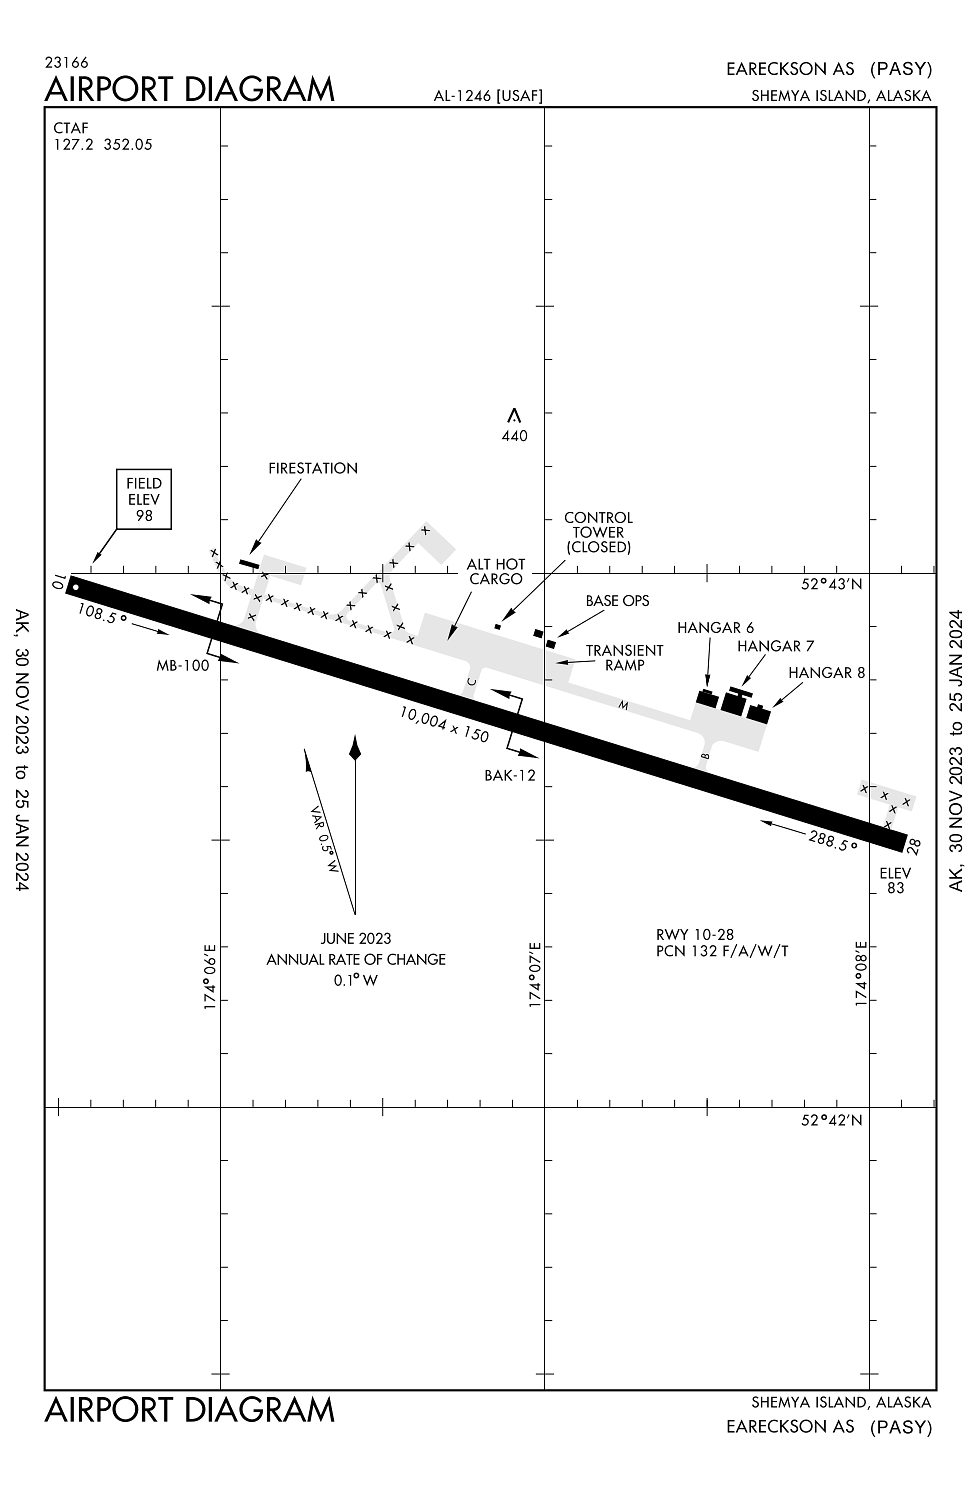 23166
AIRPORT DIAGRAM
AL-1246 [USAF]
EARECKSON AS (PASY)
SHEMYA ISLAND, ALASKA
CTAF
127.2 352.05
440
FIRESTATION
FIELD
ELEV
98
CONTROL
TOWER
(CLOSED)
ALT HOT
CARGO
52°43'N
10
108.5°
BASE OPS
HANGAR 6
HANGAR 7
HANGAR 8
TRANSIENT
RAMP
MB-100
C
M
B
10,004 x 150
BAK-12
VAR 0.5° W
288.5°
28
ELEV
83
JUNE 2023
ANNUAL RATE OF CHANGE
0.1° W
RWY 10-28
PCN 132 F/A/W/T
174°06'E
174°07'E
174°08'E
52°42'N
AK, 30 NOV 2023 to 25 JAN 2024
AK, 30 NOV 2023 to 25 JAN 2024
AIRPORT DIAGRAM
SHEMYA ISLAND, ALASKA
EARECKSON AS (PASY)